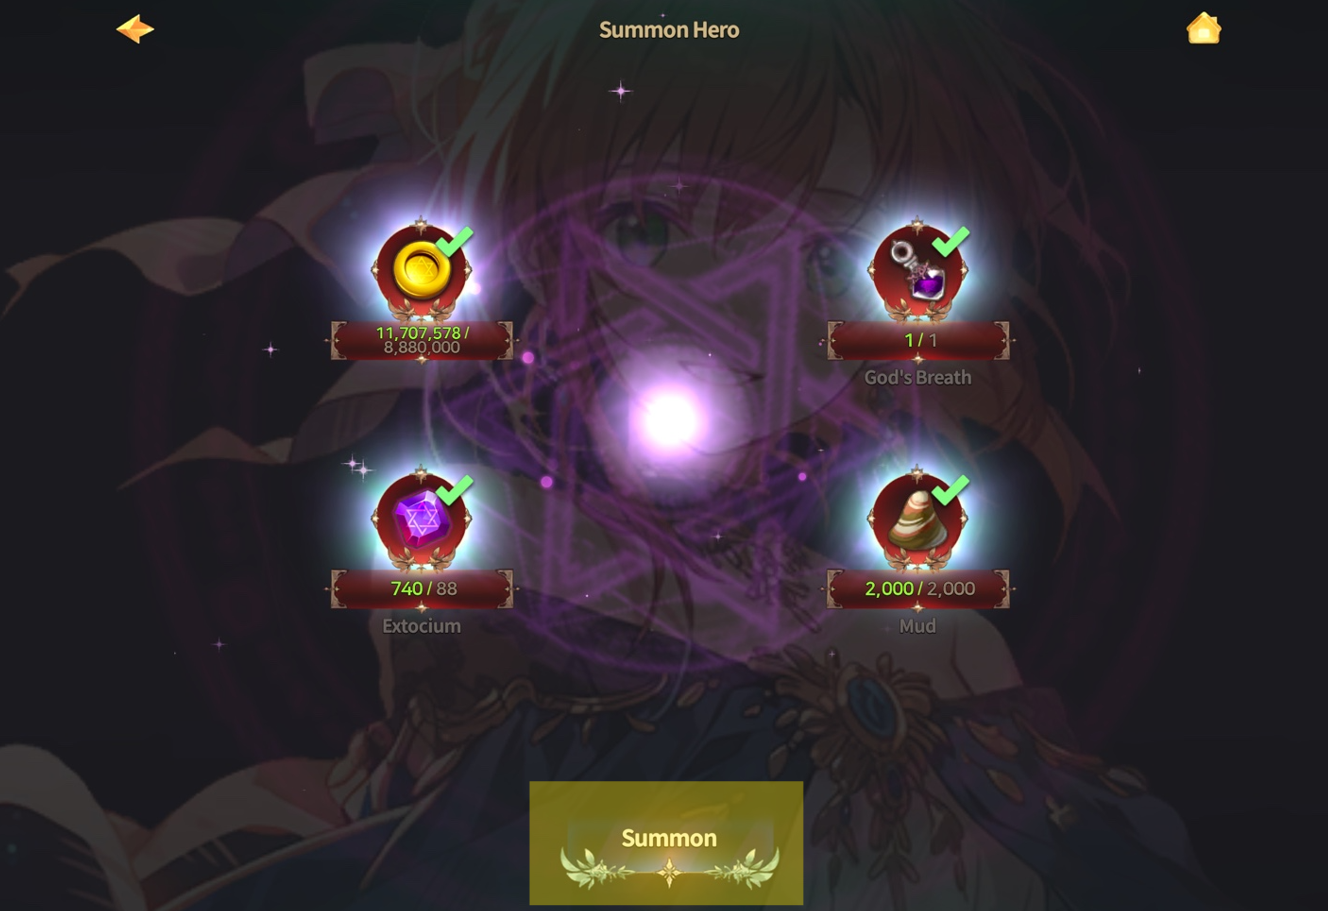 Summon Hero
11,707,578 /
8,880,000
1 / 1
God's Breath
740 / 88
Extocium
2,000 / 2,000
Mud
Summon